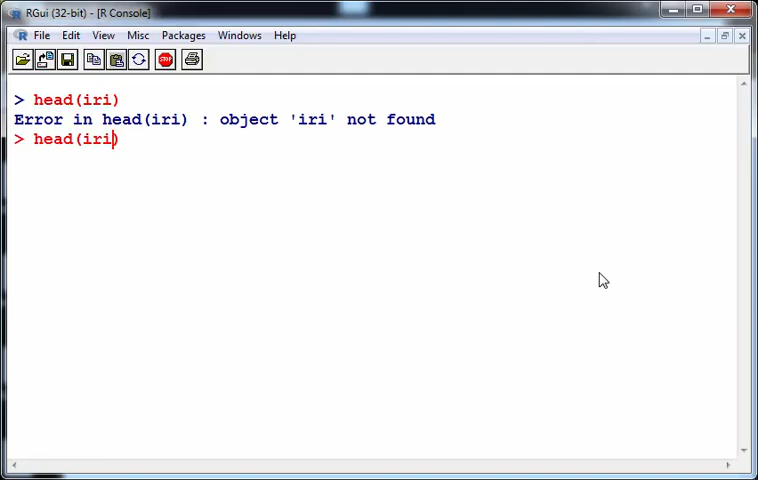 RGui (32-bit) - [R Console]
File Edit View Misc Packages Windows Help
STOP
> head(iri)
Error in head(iri) : object 'iri' not found
> head(iri)